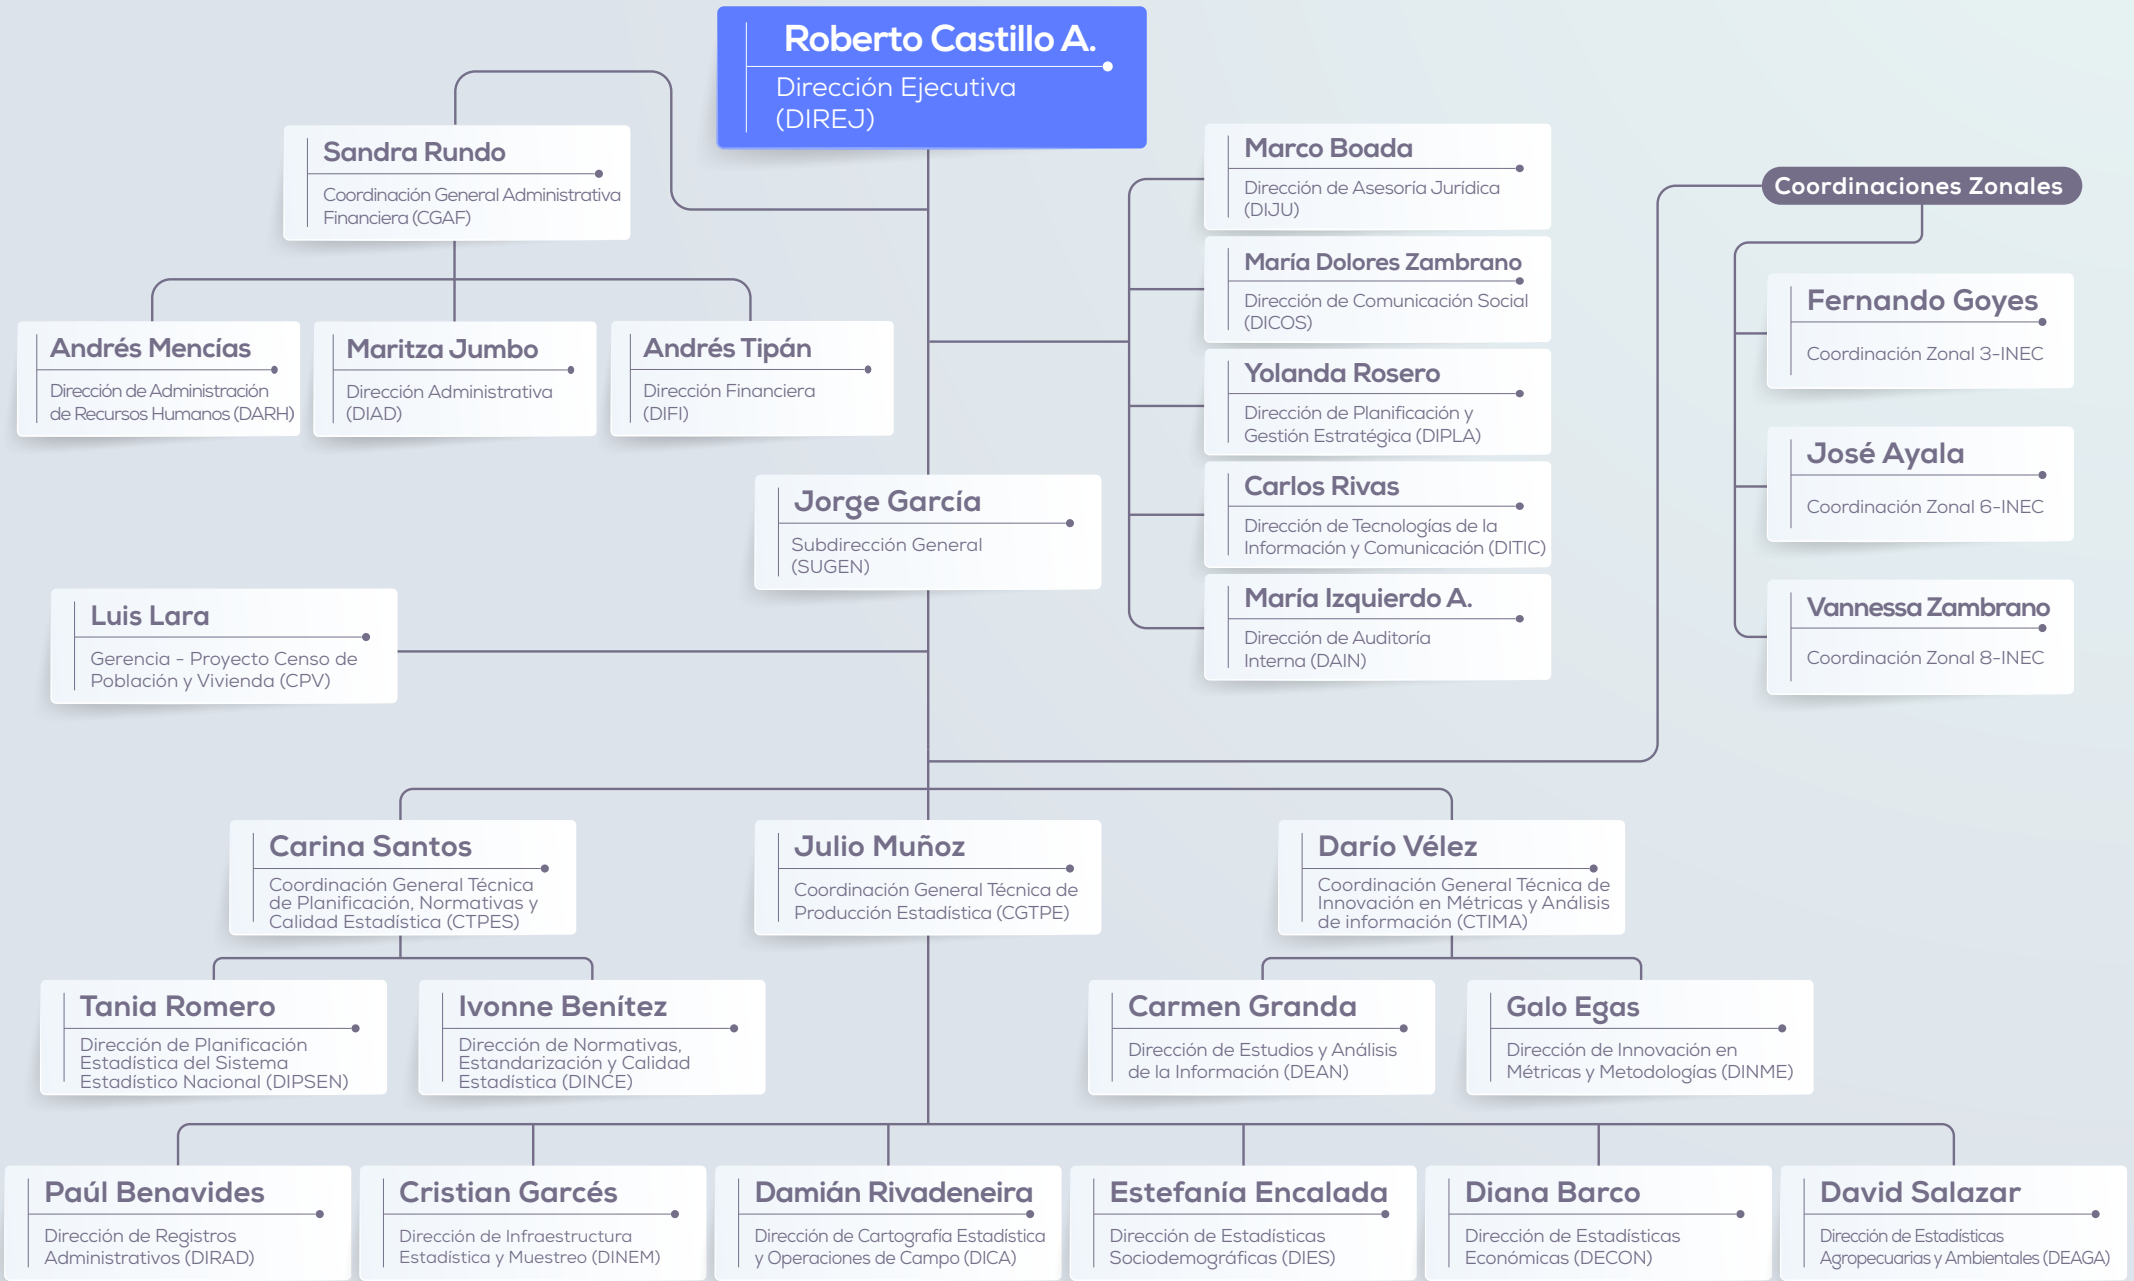 Roberto Castillo A.
Dirección Ejecutiva
(DIREJ)
Sandra Rundo
Coordinación General Administrativa
Financiera (CGAF)
Andrés Mencías
Dirección de Administración
de Recursos Humanos (DARH)
Maritza Jumbo
Dirección Administrativa
(DIAD)
Andrés Tipán
Dirección Financiera
(DIFI)
Marco Boada
Dirección de Asesoría Jurídica
(DIJU)
María Dolores Zambrano
Dirección de Comunicación Social
(DICOS)
Yolanda Rosero
Dirección de Planificación y
Gestión Estratégica (DIPLA)
Carlos Rivas
Dirección de Tecnologías de la
Información y Comunicación (DITIC)
María Izquierdo A.
Dirección de Auditoría
Interna (DAIN)
Coordinaciones Zonales
Fernando Goyes
Coordinación Zonal 3-INEC
José Ayala
Coordinación Zonal 6-INEC
Vannessa Zambrano
Coordinación Zonal 8-INEC
Jorge García
Subdirección General
(SUGEN)
Luis Lara
Gerencia - Proyecto Censo de
Población y Vivienda (CPV)
Carina Santos
Coordinación General Técnica
de Planificación, Normativas y
Calidad Estadística (CTPES)
Julio Muñoz
Coordinación General Técnica de
Producción Estadística (CGTPE)
Darío Vélez
Coordinación General Técnica de
Innovación en Métricas y Análisis
de información (CTIMA)
Tania Romero
Dirección de Planificación
Estadística del Sistema
Estadístico Nacional (DIPSEN)
Ivonne Benítez
Dirección de Normativas,
Estandarización y Calidad
Estadística (DINCE)
Carmen Granda
Dirección de Estudios y Análisis
de la Información (DEAN)
Galo Egas
Dirección de Innovación en
Métricas y Metodologías (DINME)
Paúl Benavides
Dirección de Registros
Administrativos (DIRAD)
Cristian Garcés
Dirección de Infraestructura
Estadística y Muestreo (DINEM)
Damián Rivadeneira
Dirección de Cartografía Estadística
y Operaciones de Campo (DICA)
Estefanía Encalada
Dirección de Estadísticas
Sociodemográficas (DIES)
Diana Barco
Dirección de Estadísticas
Económicas (DECON)
David Salazar
Dirección de Estadísticas
Agropecuarias y Ambientales (DEAGA)